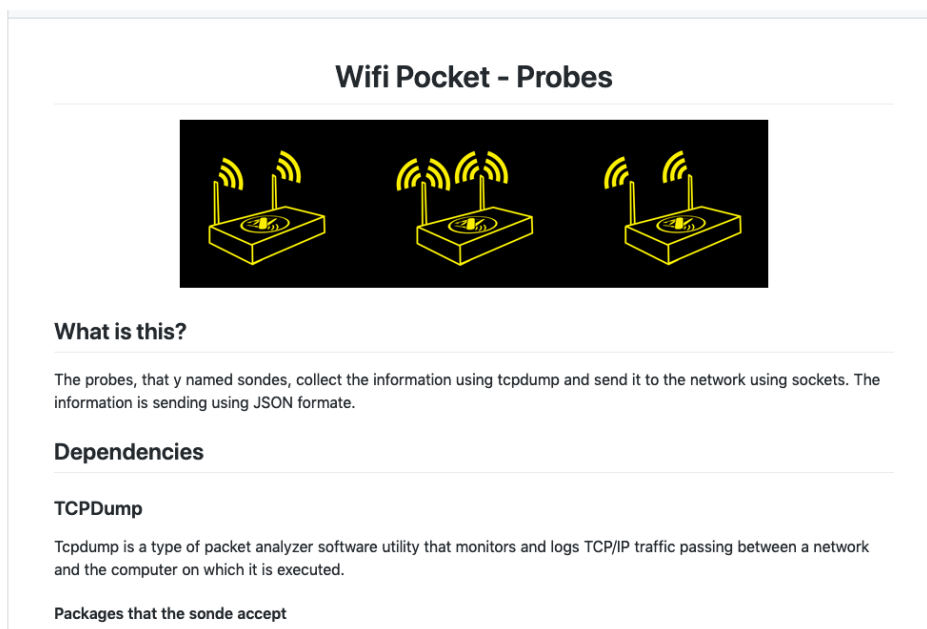 Wifi Pocket - Probes
What is this?
The probes, that y named sondes, collect the information using tcpdump and send it to the network using sockets. The
information is sending using JSON formate.
Dependencies
TCPDump
Tcpdump is a type of packet analyzer software utility that monitors and logs TCP/IP traffic passing between a network
and the computer on which it is executed.
Packages that the sonde accept